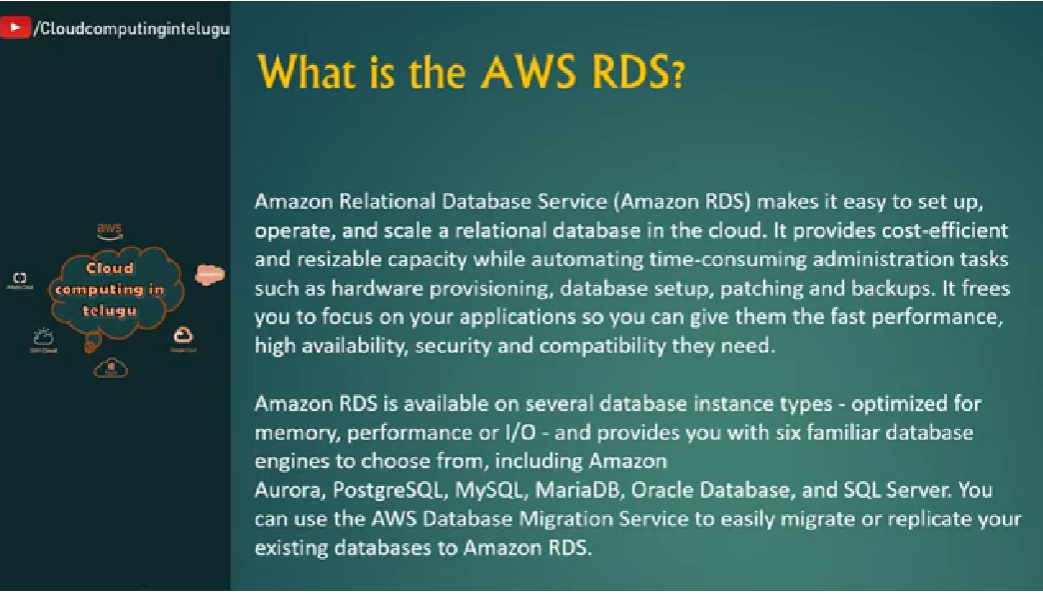 /Cloudcomputingintelugu
What is the AWS RDS?
Amazon Relational Database Service (Amazon RDS) makes it easy to set up,
operate, and scale a relational database in the cloud. It provides cost-efficient
and resizable capacity while automating time-consuming administration tasks
such as hardware provisioning, database setup, patching and backups. It frees
you to focus on your applications so you can give them the fast performance,
high availability, security and compatibility they need.
Amazon RDS is available on several database instance types - optimized for
memory, performance or I/O - and provides you with six familiar database
engines to choose from, including Amazon
Aurora, PostgreSQL, MySQL, MariaDB, Oracle Database, and SQL Server. You
can use the AWS Database Migration Service to easily migrate or replicate your
existing databases to Amazon RDS.
aws
Cloud
computing in
telugu